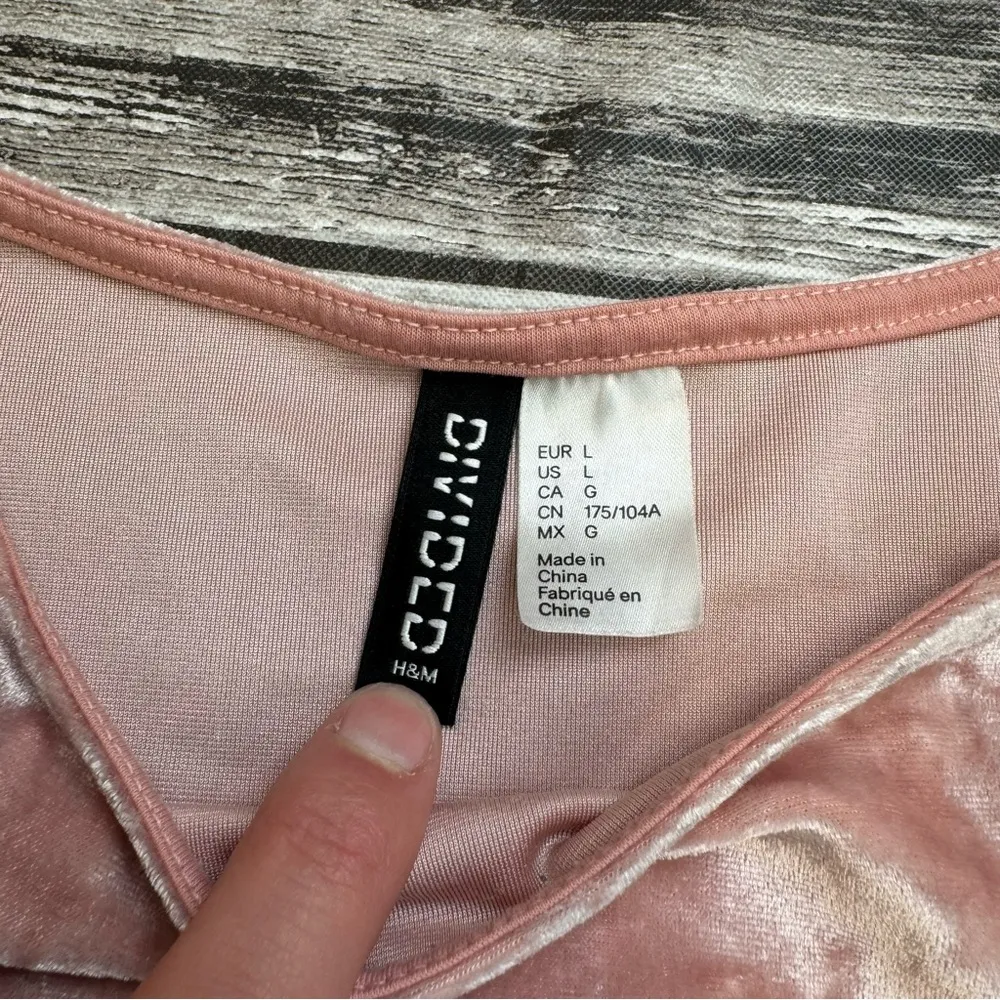 DIVIDED
H&M
EUR L
US L
CA G
CN 175/104A
MX G
Made in
China
Fabriqué en
Chine